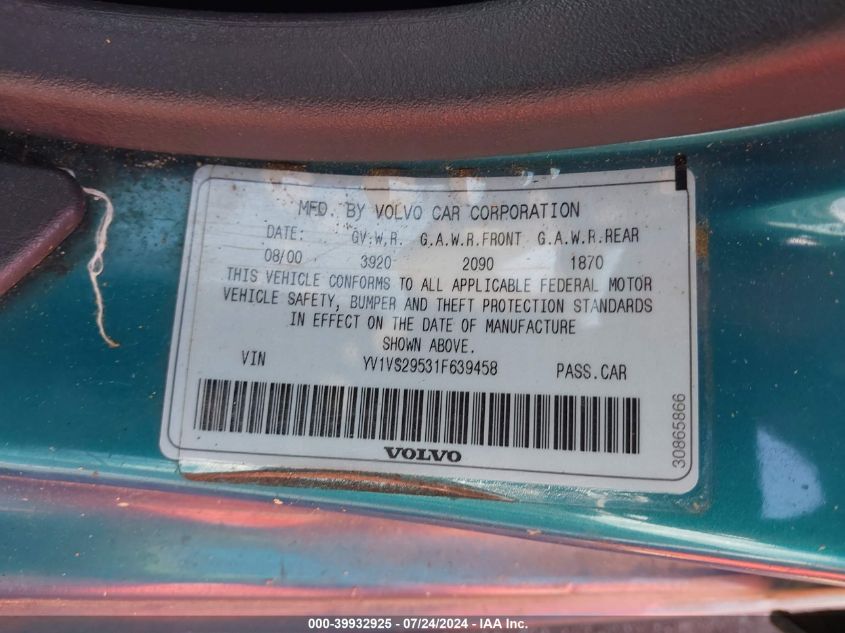 MFD. BY VOLVO CAR CORPORATION
DATE: GV.W.R. G.A.W.R.FRONT G.A.W.R.REAR
08/00 3920 2090 1870
THIS VEHICLE CONFORMS TO ALL APPLICABLE FEDERAL MOTOR
VEHICLE SAFETY, BUMPER AND THEFT PROTECTION STANDARDS
IN EFFECT ON THE DATE OF MANUFACTURE
SHOWN ABOVE.
VIN YV1VS29531F639458 PASS.CAR
VOLVO
30865866
000-39932925 - 07/24/2024 - IAA Inc.